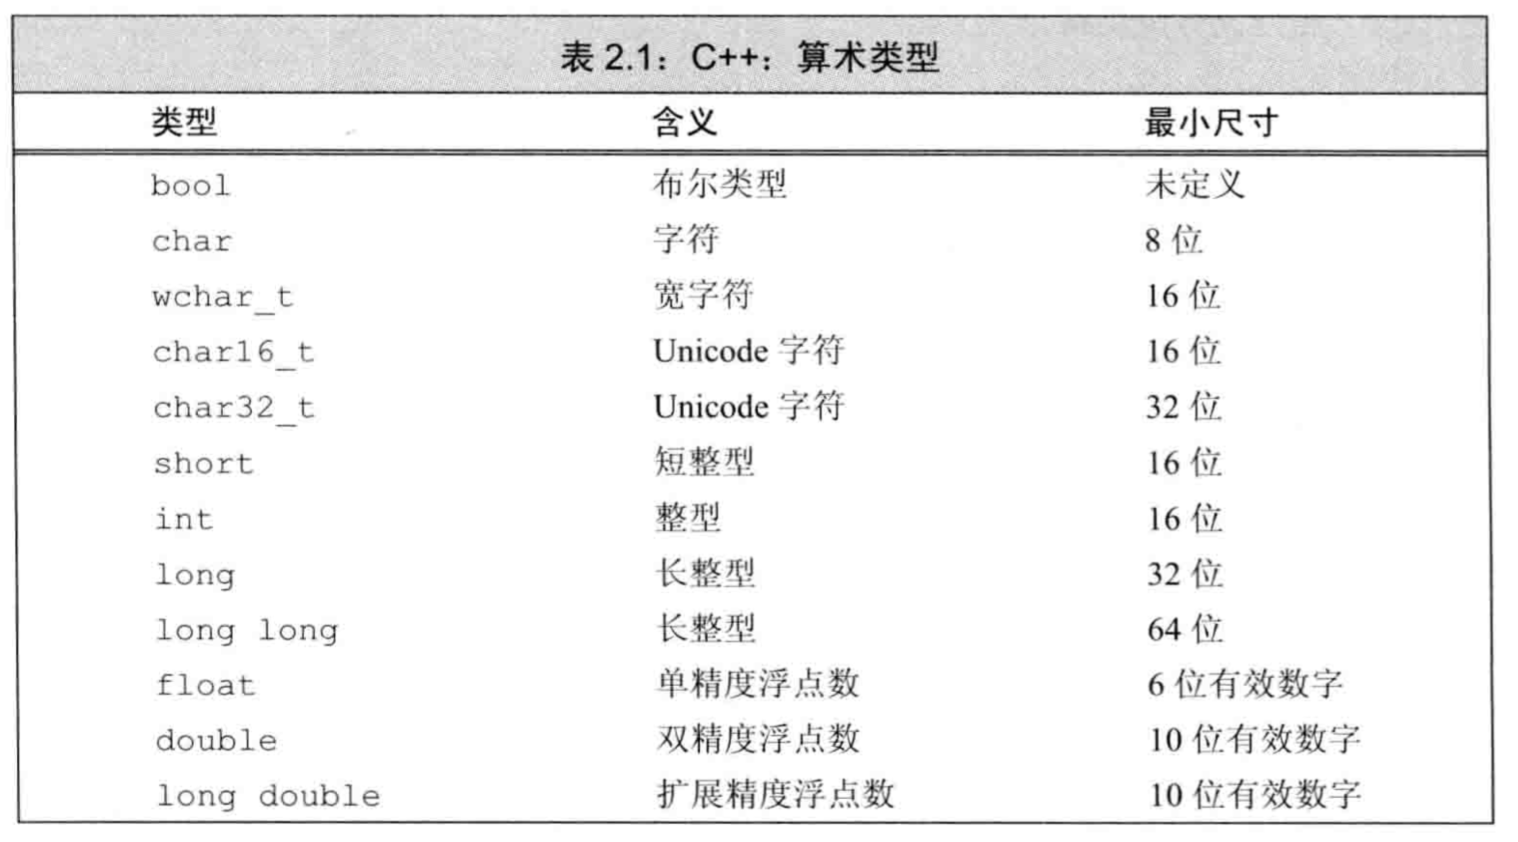 表 2.1：C++：算术类型
类型 含义 最小尺寸
bool 布尔类型 未定义
char 字符 8 位
wchar_t 宽字符 16 位
char16_t Unicode 字符 16 位
char32_t Unicode 字符 32 位
short 短整型 16 位
int 整型 16 位
long 长整型 32 位
long long 长整型 64 位
float 单精度浮点数 6 位有效数字
double 双精度浮点数 10 位有效数字
long double 扩展精度浮点数 10 位有效数字